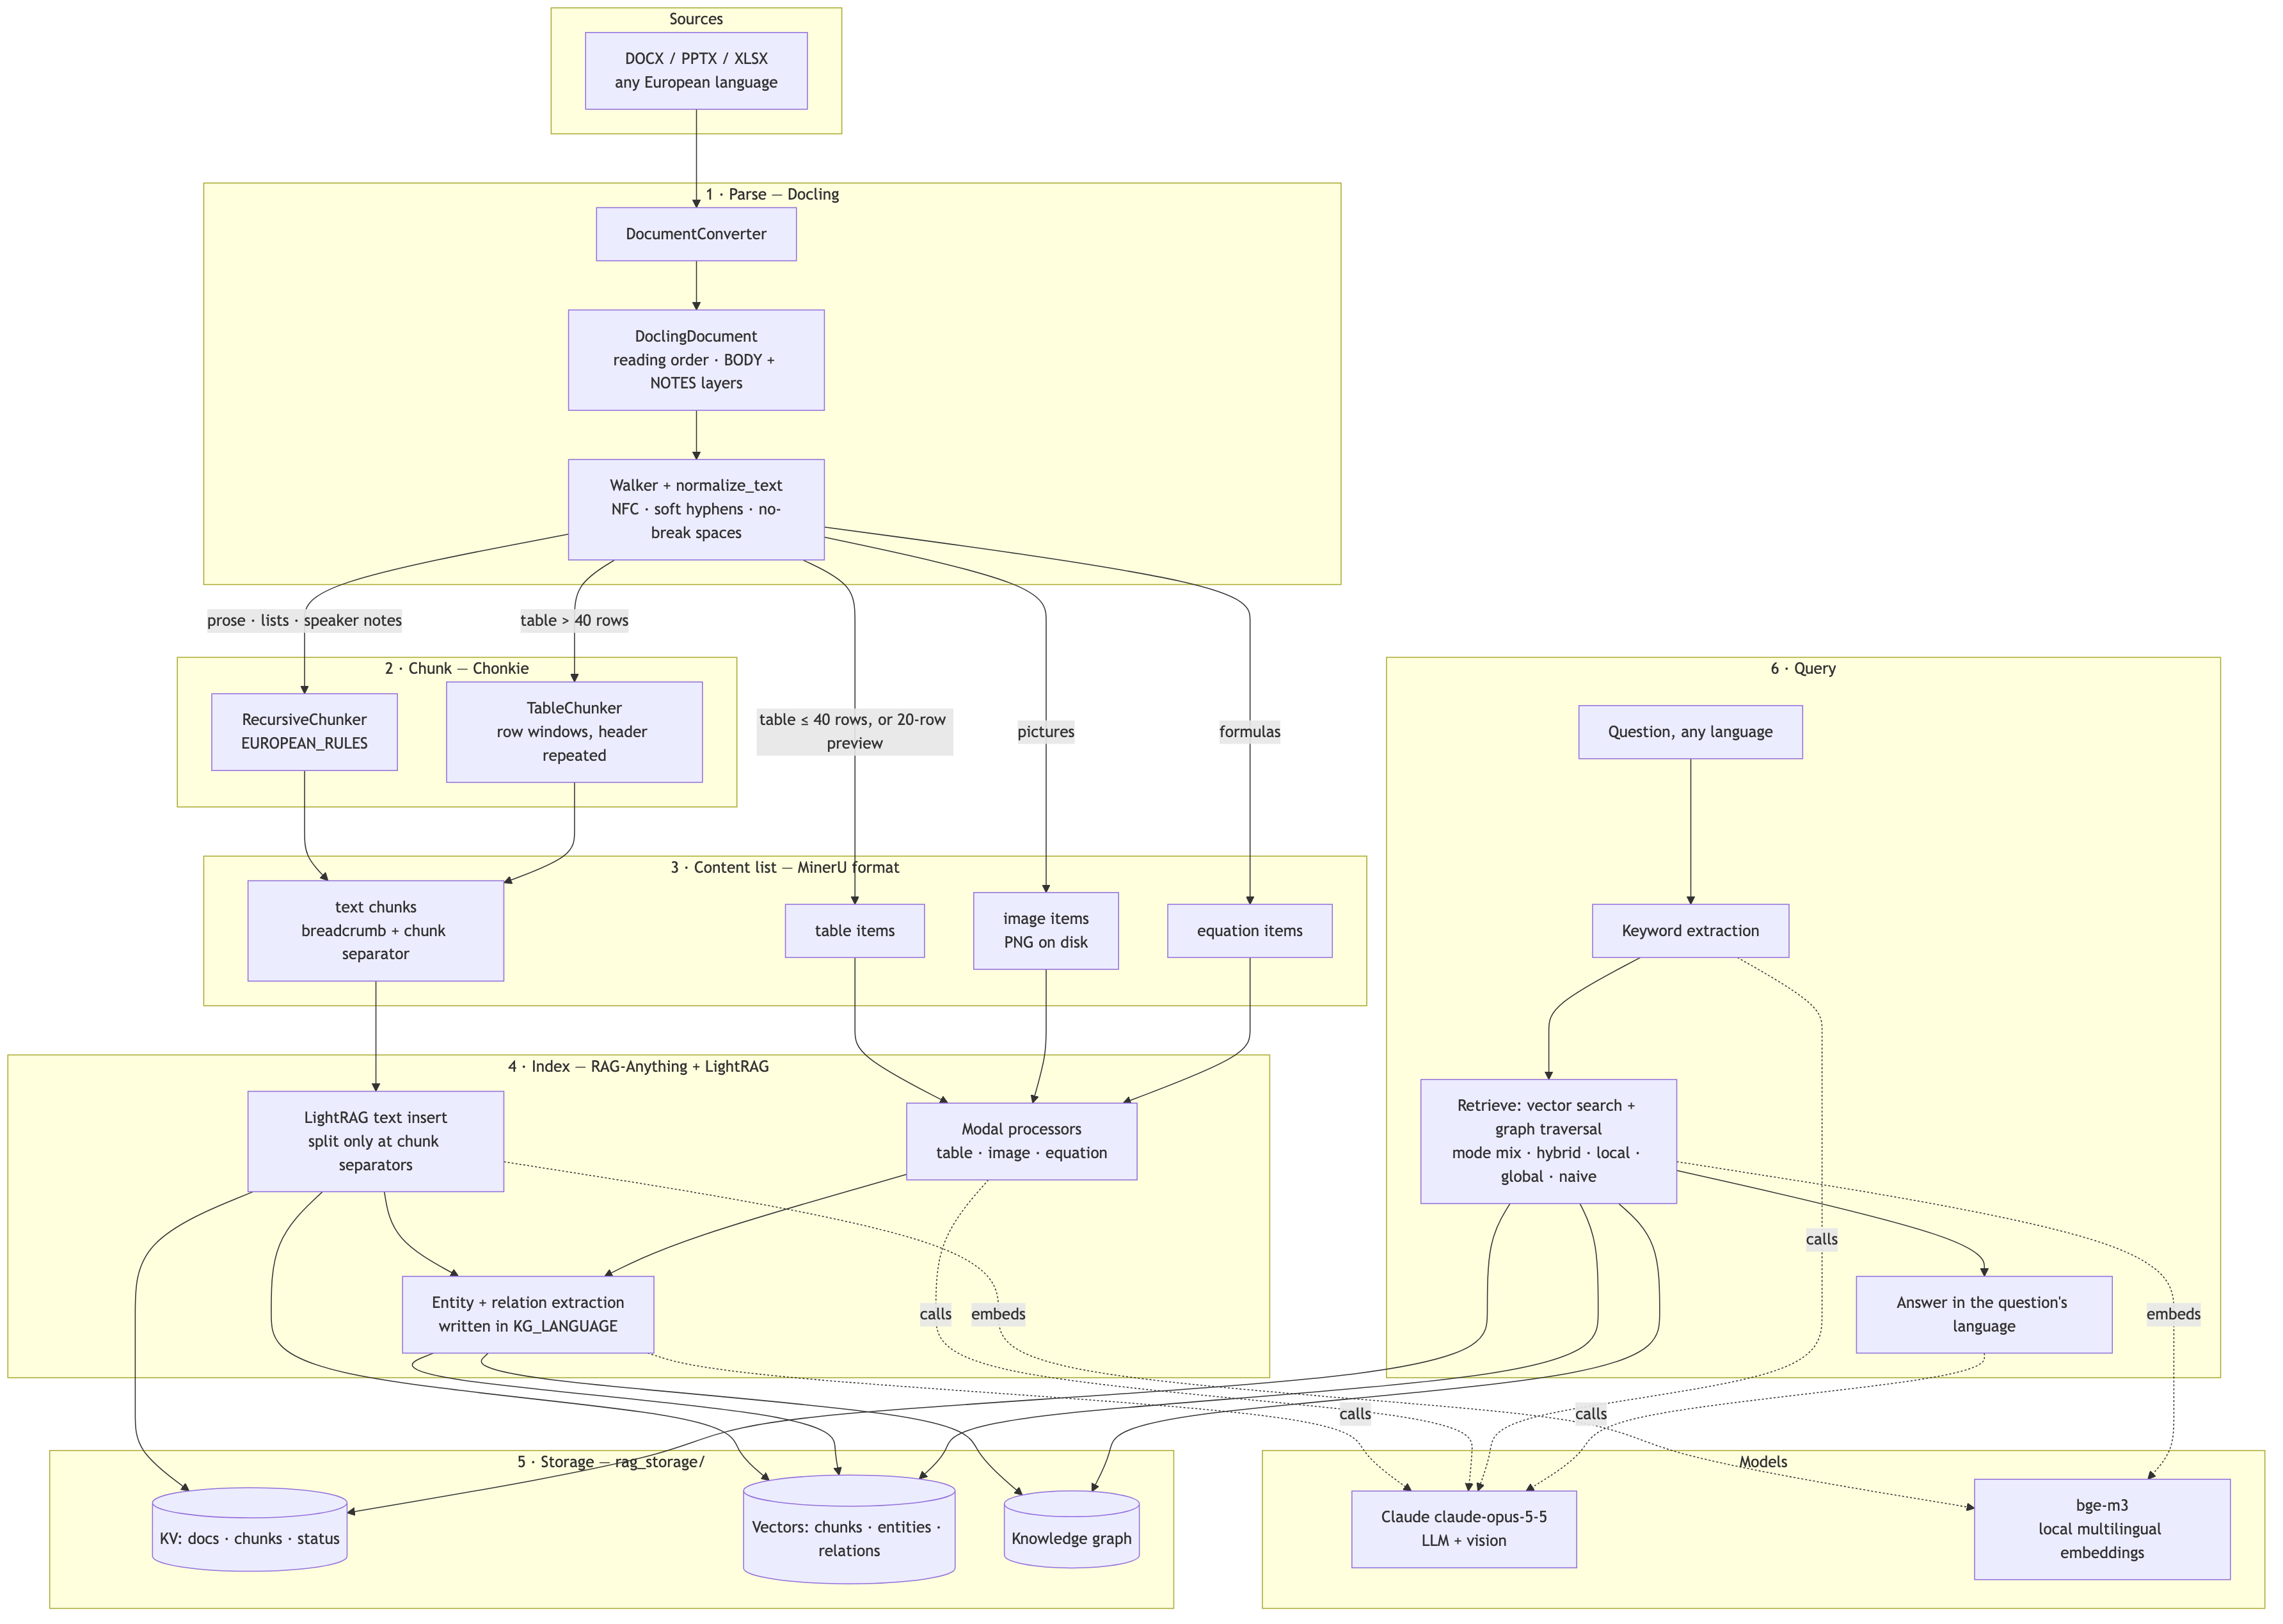 Sources
DOCX / PPTX / XLSX
any European language
1 · Parse — Docling
DocumentConverter
DoclingDocument
reading order · BODY +
NOTES layers
Walker + normalize_text
NFC · soft hyphens · no-
break spaces
prose · lists · speaker notes
table > 40 rows
table ≤ 40 rows, or 20-row
preview
pictures
formulas
2 · Chunk — Chonkie
RecursiveChunker
EUROPEAN_RULES
TableChunker
row windows, header
repeated
3 · Content list — MinerU format
text chunks
breadcrumb + chunk
separator
table items
image items
PNG on disk
equation items
4 · Index — RAG-Anything + LightRAG
LightRAG text insert
split only at chunk
separators
Modal processors
table · image · equation
Entity + relation extraction
written in KG_LANGUAGE
calls
embeds
calls
5 · Storage — rag_storage/
KV: docs · chunks · status
Vectors: chunks · entities ·
relations
Knowledge graph
6 · Query
Question, any language
Keyword extraction
Retrieve: vector search +
graph traversal
mode mix · hybrid · local ·
global · naive
calls
Answer in the question's
language
embeds
calls
Models
Claude claude-opus-5-5
LLM + vision
bge-m3
local multilingual
embeddings